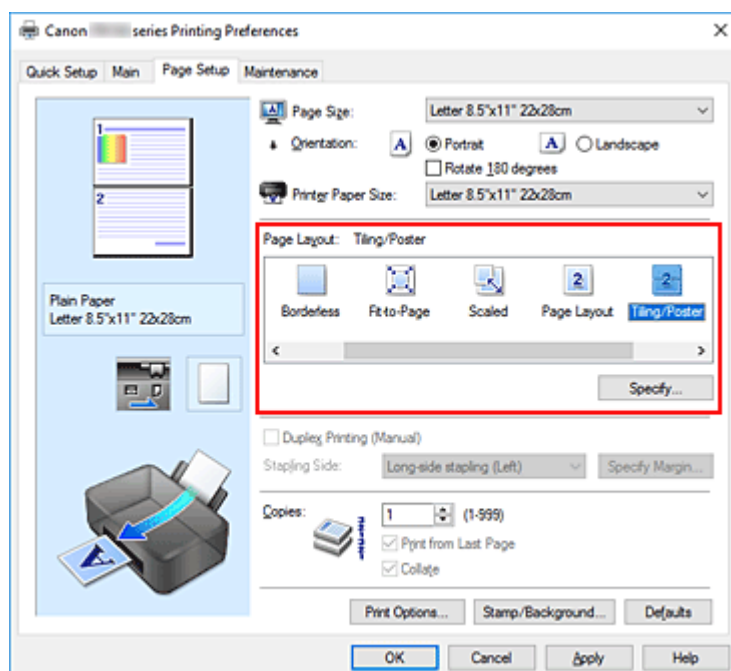 Canon series Printing Preferences
Quick Setup Main Page Setup Maintenance
1
2
Plain Paper
Letter 8.5"x11" 22x28cm
Page Size: Letter 8.5"x11" 22x28cm
Orientation: A Portrait A Landscape
Rotate 180 degrees
Printer Paper Size: Letter 8.5"x11" 22x28cm
Page Layout: Tiling/Poster
2 2
Borderless Fit-to-Page Scaled Page Layout Tiling/Poster
Specify...
Duplex Printing (Manual)
Stapling Side: Long-side stapling (Left) Specify Margin...
Copies: 1 (1-999)
Print from Last Page
Collate
A
Print Options... Stamp/Background... Defaults
OK Cancel Apply Help